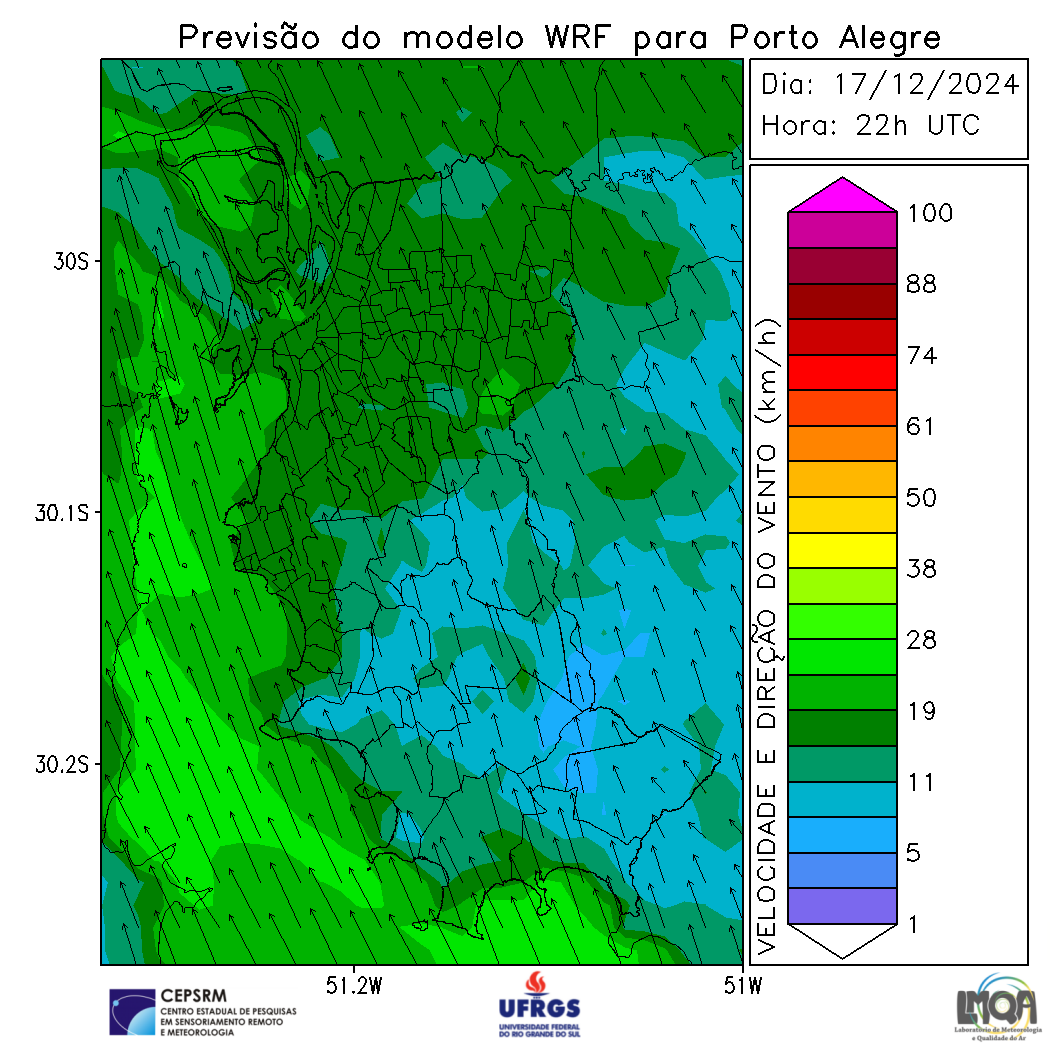 Previsão do modelo WRF para Porto Alegre
Dia: 17/12/2024
Hora: 22h UTC
30S
30.1S
30.2S
51.2W
51W
VELOCIDADE E DIREÇÃO DO VENTO (km/h)
100
88
74
61
50
38
28
19
11
5
1
CEPSRM
CENTRO ESTADUAL DE PESQUISAS
EM SENSORIAMENTO REMOTO
E METEOROLOGIA
UFRGS
UNIVERSIDADE FEDERAL
DO RIO GRANDE DO SUL
LMQA
Laboratório de Meteorologia
e Qualidade do Ar